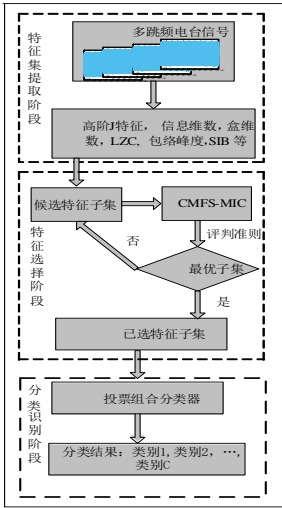 特征集提取阶段
多跳频电台信号
高阶J特征, 信息维数, 盒维
数, LZC, 包络峰度,SIB 等
特征选择阶段
候选特征子集
CMFS-MIC
评判准则
否
最优子集
是
已选特征子集
分类识别阶段
投票组合分类器
分类结果: 类别1, 类别2, …,
类别C